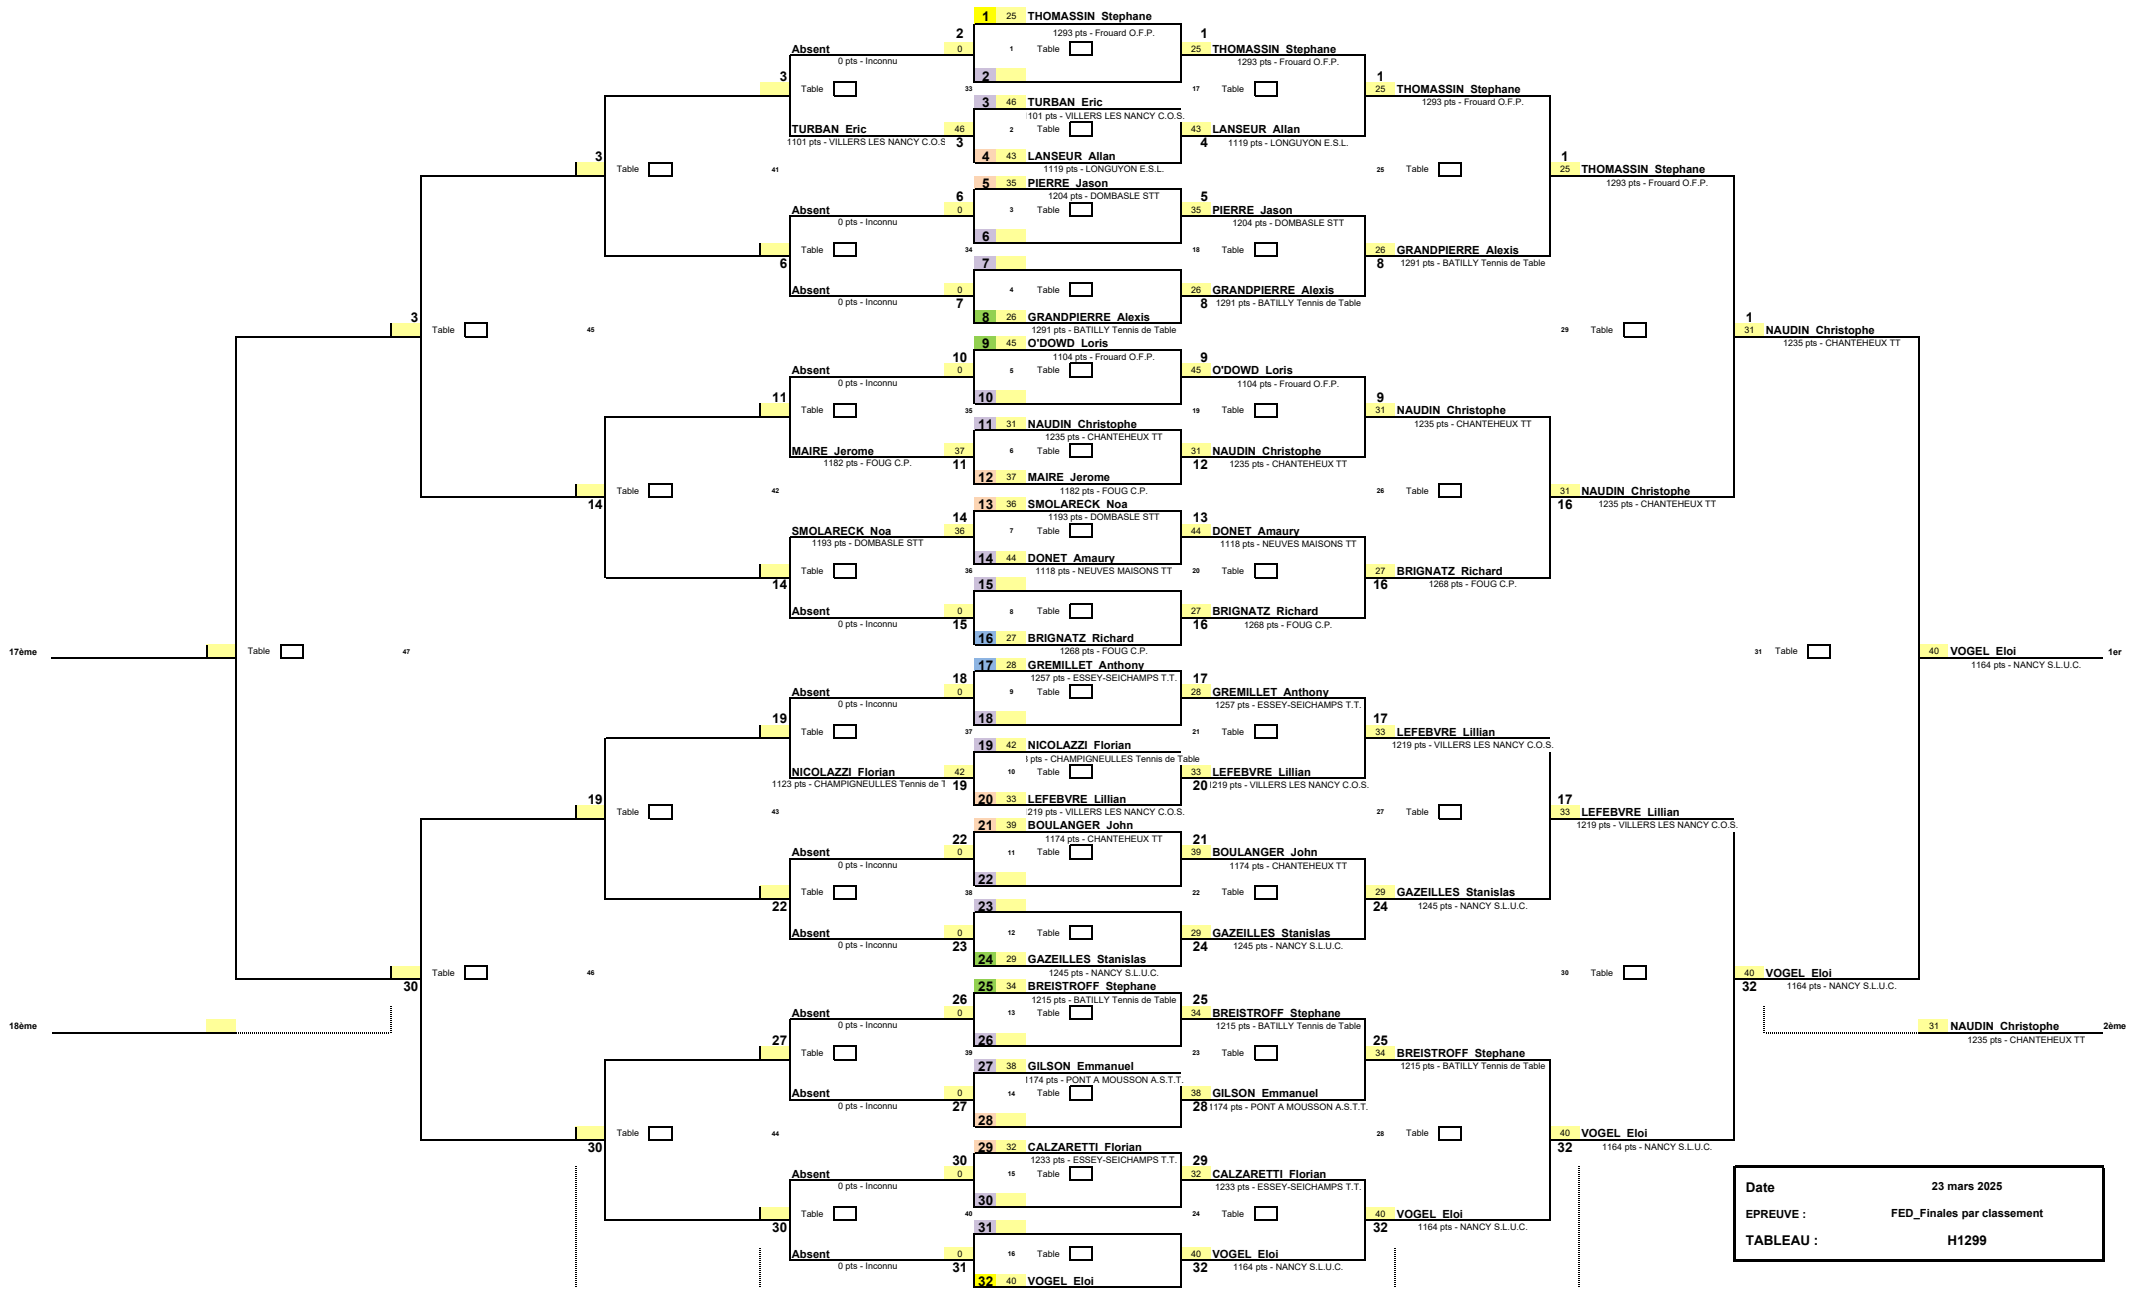 1 25 THOMASSIN Stephane
1293 pts - Frouard O.F.P.
1 Table
2
3 46 TURBAN Eric
1101 pts - VILLERS LES NANCY C.O.S.
2 Table
4 43 LANSEUR Allan
1119 pts - LONGUYON E.S.L.
5 35 PIERRE Jason
1204 pts - DOMBASLE STT
3 Table
6
7
4 Table
8 26 GRANDPIERRE Alexis
1291 pts - BATILLY Tennis de Table
9 45 O'DOWD Loris
1104 pts - Frouard O.F.P.
5 Table
10
11 31 NAUDIN Christophe
1235 pts - CHANTEHEUX TT
6 Table
12 37 MAIRE Jerome
1182 pts - FOUG C.P.
13 36 SMOLARECK Noa
1193 pts - DOMBASLE STT
7 Table
14 44 DONET Amaury
1118 pts - NEUVES MAISONS TT
15
8 Table
16 27 BRIGNATZ Richard
1268 pts - FOUG C.P.
17 28 GREMILLET Anthony
1257 pts - ESSEY-SEICHAMPS T.T.
9 Table
18
19 42 NICOLAZZI Florian
pts - CHAMPIGNEULLES Tennis de Table
10 Table
20 33 LEFEBVRE Lillian
1219 pts - VILLERS LES NANCY C.O.S.
21 39 BOULANGER John
1174 pts - CHANTEHEUX TT
11 Table
22
23
12 Table
24 29 GAZEILLES Stanislas
1245 pts - NANCY S.L.U.C.
25 34 BREISTROFF Stephane
1215 pts - BATILLY Tennis de Table
13 Table
26
27 38 GILSON Emmanuel
1174 pts - PONT A MOUSSON A.S.T.T.
14 Table
28
29 32 CALZARETTI Florian
1233 pts - ESSEY-SEICHAMPS T.T.
15 Table
30
31
16 Table
32 40 VOGEL Eloi
1
25 THOMASSIN Stephane
1293 pts - Frouard O.F.P.
17 Table
43 LANSEUR Allan
4 1119 pts - LONGUYON E.S.L.
5
35 PIERRE Jason
1204 pts - DOMBASLE STT
18 Table
26 GRANDPIERRE Alexis
8 1291 pts - BATILLY Tennis de Table
9
45 O'DOWD Loris
1104 pts - Frouard O.F.P.
19 Table
31 NAUDIN Christophe
12 1235 pts - CHANTEHEUX TT
13
44 DONET Amaury
1118 pts - NEUVES MAISONS TT
20 Table
27 BRIGNATZ Richard
16 1268 pts - FOUG C.P.
17
28 GREMILLET Anthony
1257 pts - ESSEY-SEICHAMPS T.T.
21 Table
33 LEFEBVRE Lillian
20 1219 pts - VILLERS LES NANCY C.O.S.
21
39 BOULANGER John
1174 pts - CHANTEHEUX TT
22 Table
29 GAZEILLES Stanislas
24 1245 pts - NANCY S.L.U.C.
25
34 BREISTROFF Stephane
1215 pts - BATILLY Tennis de Table
23 Table
38 GILSON Emmanuel
28 1174 pts - PONT A MOUSSON A.S.T.T.
29
32 CALZARETTI Florian
1233 pts - ESSEY-SEICHAMPS T.T.
24 Table
40 VOGEL Eloi
32 1164 pts - NANCY S.L.U.C.
1
25 THOMASSIN Stephane
1293 pts - Frouard O.F.P.
25 Table
26 GRANDPIERRE Alexis
8 1291 pts - BATILLY Tennis de Table
9
31 NAUDIN Christophe
1235 pts - CHANTEHEUX TT
26 Table
27 BRIGNATZ Richard
16 1268 pts - FOUG C.P.
17
33 LEFEBVRE Lillian
1219 pts - VILLERS LES NANCY C.O.S.
27 Table
29 GAZEILLES Stanislas
24 1245 pts - NANCY S.L.U.C.
25
34 BREISTROFF Stephane
1215 pts - BATILLY Tennis de Table
28 Table
40 VOGEL Eloi
32 1164 pts - NANCY S.L.U.C.
1
25 THOMASSIN Stephane
1293 pts - Frouard O.F.P.
29 Table
31 NAUDIN Christophe
16 1235 pts - CHANTEHEUX TT
17
33 LEFEBVRE Lillian
1219 pts - VILLERS LES NANCY C.O.S.
30 Table
40 VOGEL Eloi
32 1164 pts - NANCY S.L.U.C.
1
31 NAUDIN Christophe
1235 pts - CHANTEHEUX TT
31 Table
40 VOGEL Eloi
32 1164 pts - NANCY S.L.U.C.
40 VOGEL Eloi 1er
1164 pts - NANCY S.L.U.C.
31 NAUDIN Christophe 2ème
1235 pts - CHANTEHEUX TT
2
Absent 0
0 pts - Inconnu
Table 33
TURBAN Eric 46
1101 pts - VILLERS LES NANCY C.O.S 3
6
Absent 0
0 pts - Inconnu
Table 34
Absent 0
0 pts - Inconnu 7
10
Absent 0
0 pts - Inconnu
Table 35
MAIRE Jerome 37
1182 pts - FOUG C.P. 11
14
SMOLARECK Noa 36
1193 pts - DOMBASLE STT
Table 36
Absent 0
0 pts - Inconnu 15
18
Absent 0
0 pts - Inconnu
Table 37
NICOLAZZI Florian 42
1123 pts - CHAMPIGNEULLES Tennis de T 19
22
Absent 0
0 pts - Inconnu
Table 38
Absent 0
0 pts - Inconnu 23
26
Absent 0
0 pts - Inconnu
Table 39
Absent 0
0 pts - Inconnu 27
30
Absent 0
0 pts - Inconnu
Table 40
Absent 0
0 pts - Inconnu 31
3
Table 41
6
11
Table 42
14
19
Table 43
22
27
Table 44
30
3
Table 45
14
19
Table 46
30
3
Table 47
30
17ème
18ème
Date 23 mars 2025
EPREUVE : FED_Finales par classement
TABLEAU : H1299